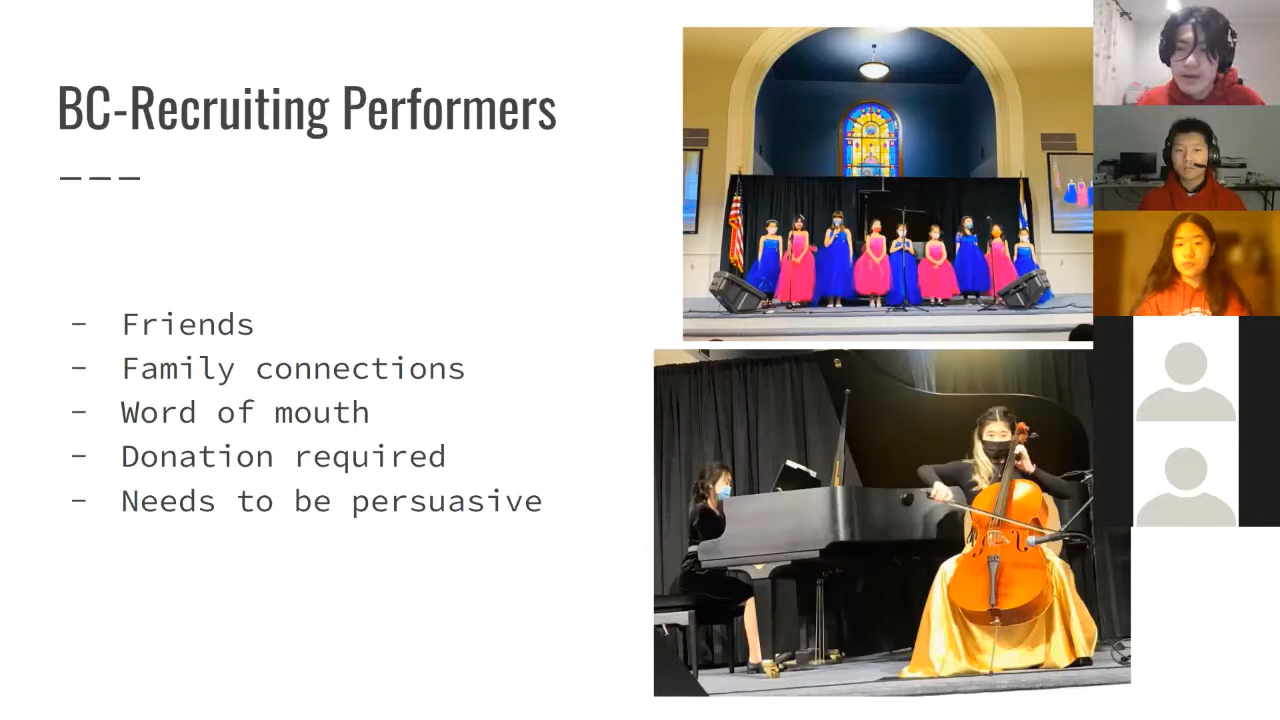 BC-Recruiting Performers
- Friends
- Family connections
- Word of mouth
- Donation required
- Needs to be persuasive